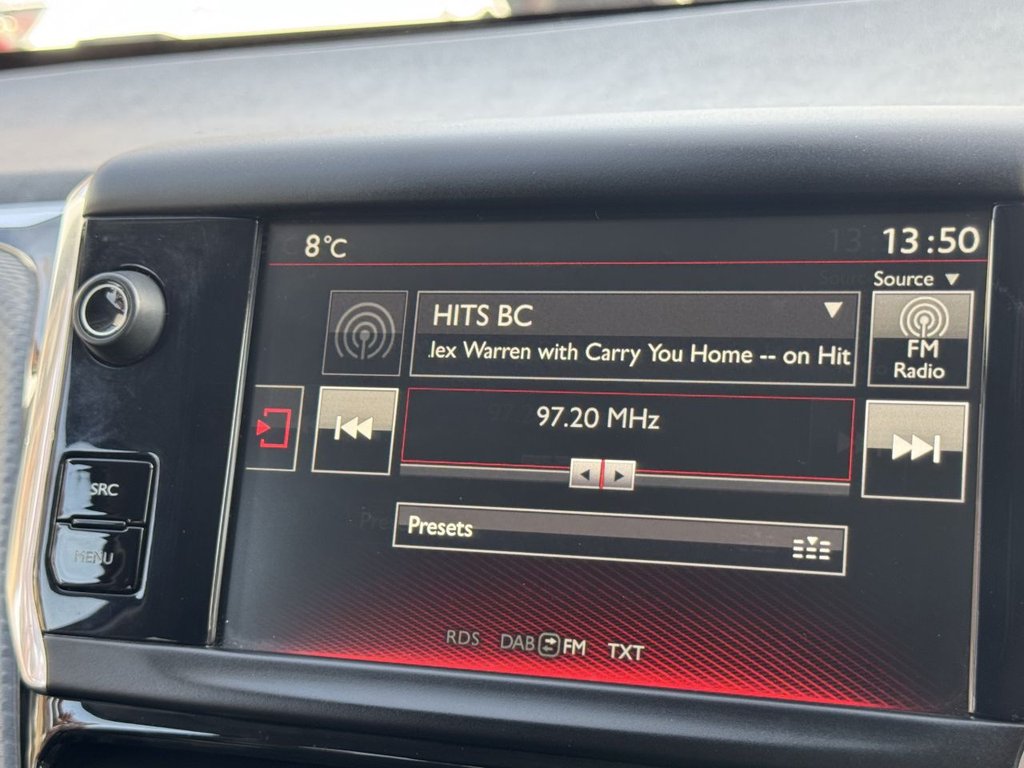 8°C
13:50
Source
HITS BC
.lex Warren with Carry You Home -- on Hit
FM
Radio
97.20 MHz
SRC
MENU
Presets
RDS DAB FM TXT